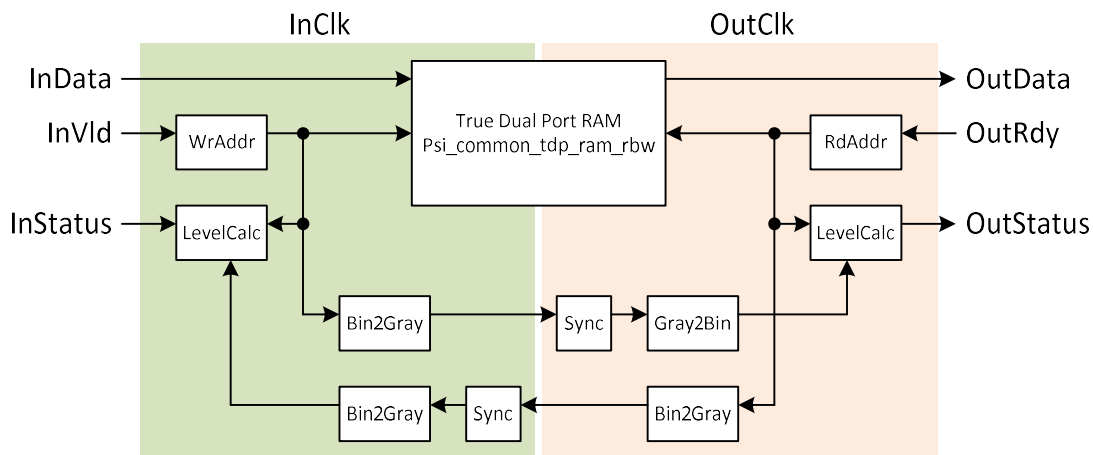 InClk
OutClk
InData
OutData
True Dual Port RAM
Psi_common_tdp_ram_rbw
InVld
WrAddr
RdAddr
OutRdy
InStatus
LevelCalc
LevelCalc
OutStatus
Bin2Gray
Sync
Gray2Bin
Bin2Gray
Sync
Bin2Gray